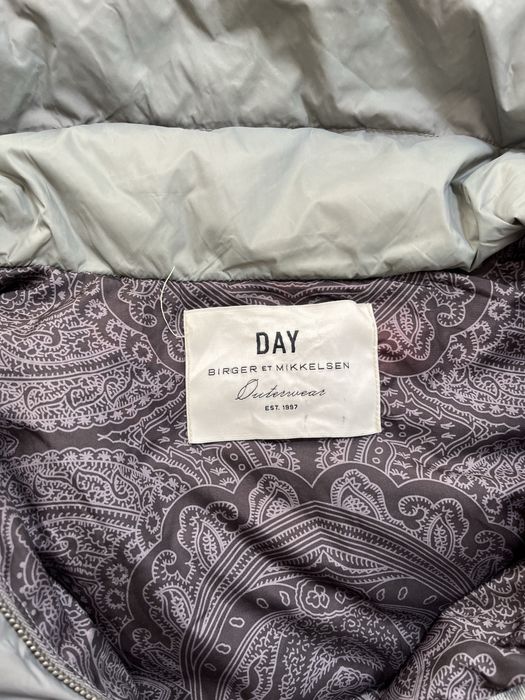 DAY
BIRGER ET MIKKELSEN
Outerwear
EST. 1997